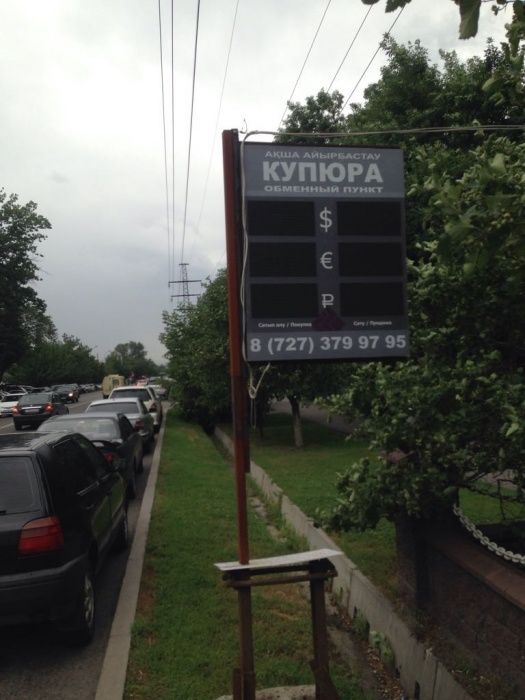 АҚША АЙЫРБАСТАУ
КУПЮРА
ОБМЕННЫЙ ПУНКТ
$
€
₽
Сатып алу / Покупка Сату / Продажа
8 (727) 379 97 95